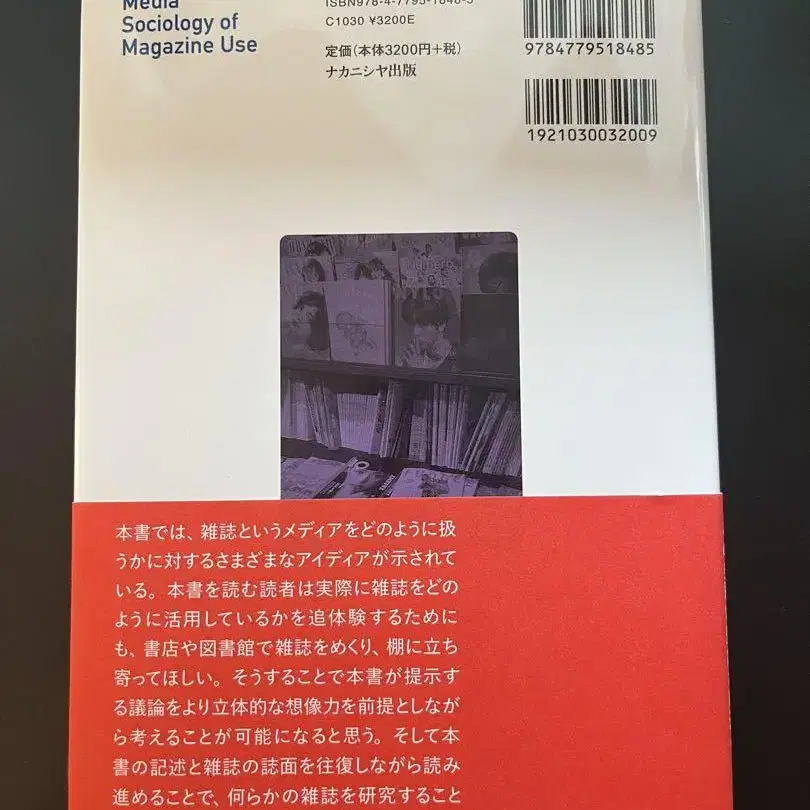 Media
Sociology of
Magazine Use
ISBN978-4-7795-1848-5
C1030 ¥3200E
定価(本体3200円+税)
ナカニシヤ出版
9784779518485
1921030032009
本書では、雑誌というメディアをどのように扱
うかに対するさまざまなアイディアが示されて
いる。本書を読む読者は実際に雑誌をどの
ように活用しているかを追体験するためにに
も、書店や図書館で雑誌をめくり、棚に立ち
寄ってほしい。そうすることで本書が提示す
る議論をより立体的な想像力を前提としなが
ら考えることが可能になると思う。そして本
書の記述と雑誌の誌面を往復しながら読み
進めることで、何らかの雑誌を研究すること